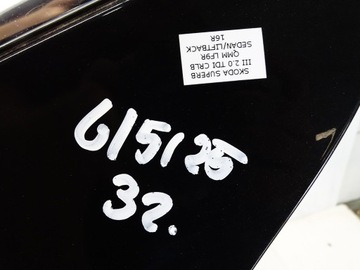 SKODA SUPERB
III 2.0 TDI CRLB
QMM LF9R
SEDAN/LIFTBACK
16R
6/5/25
32.